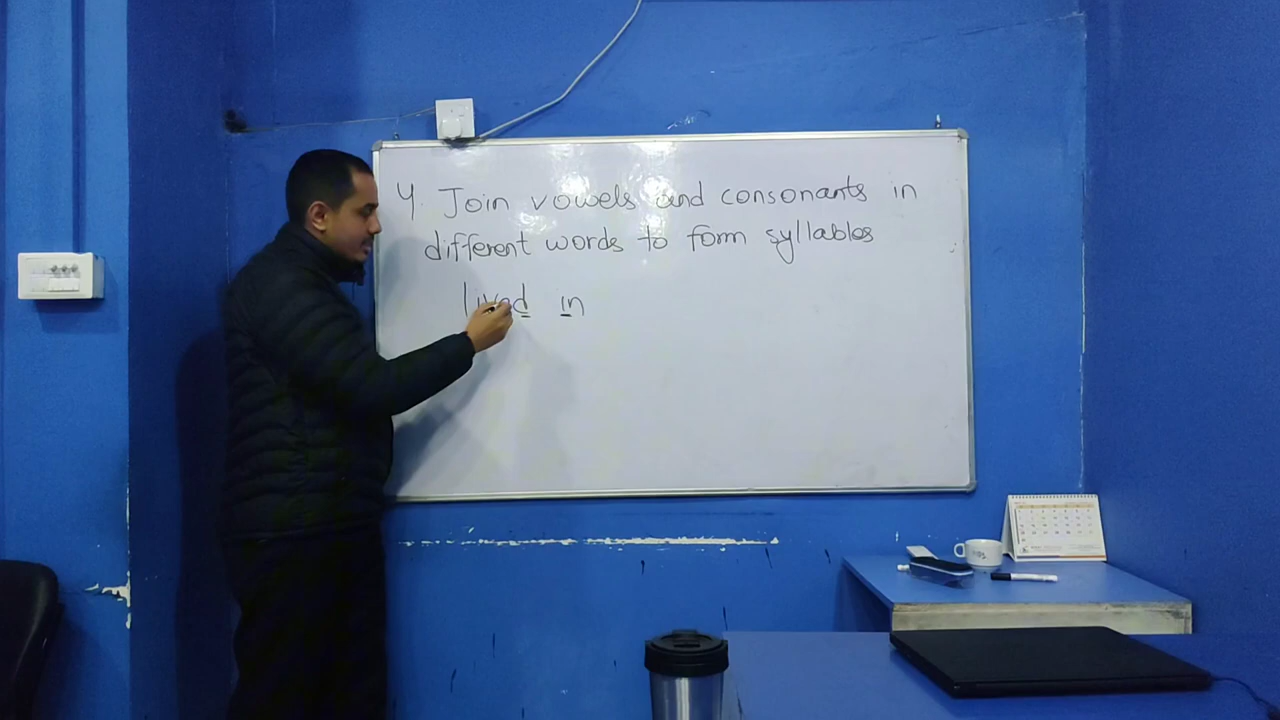 4. Join vowels and consonants in
different words to form syllables
lived in